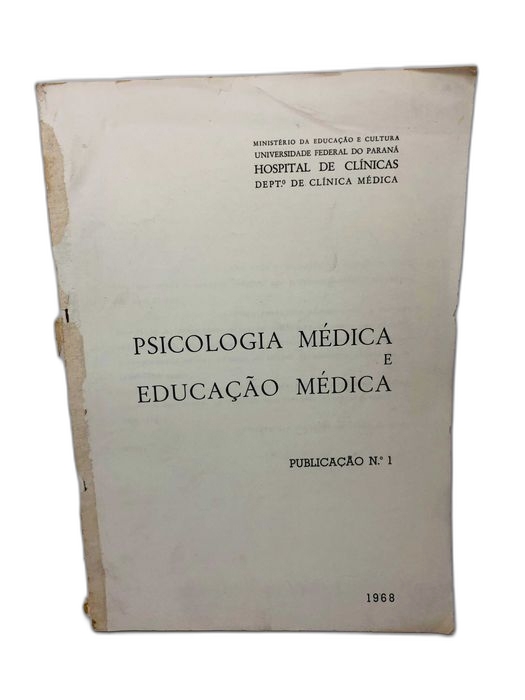 MINISTÉRIO DA EDUCAÇÃO E CULTURA
UNIVERSIDADE FEDERAL DO PARANÁ
HOSPITAL DE CLÍNICAS
DEPT.º DE CLÍNICA MÉDICA
PSICOLOGIA MÉDICA
E
EDUCAÇÃO MÉDICA
PUBLICAÇÃO N.º 1
1968